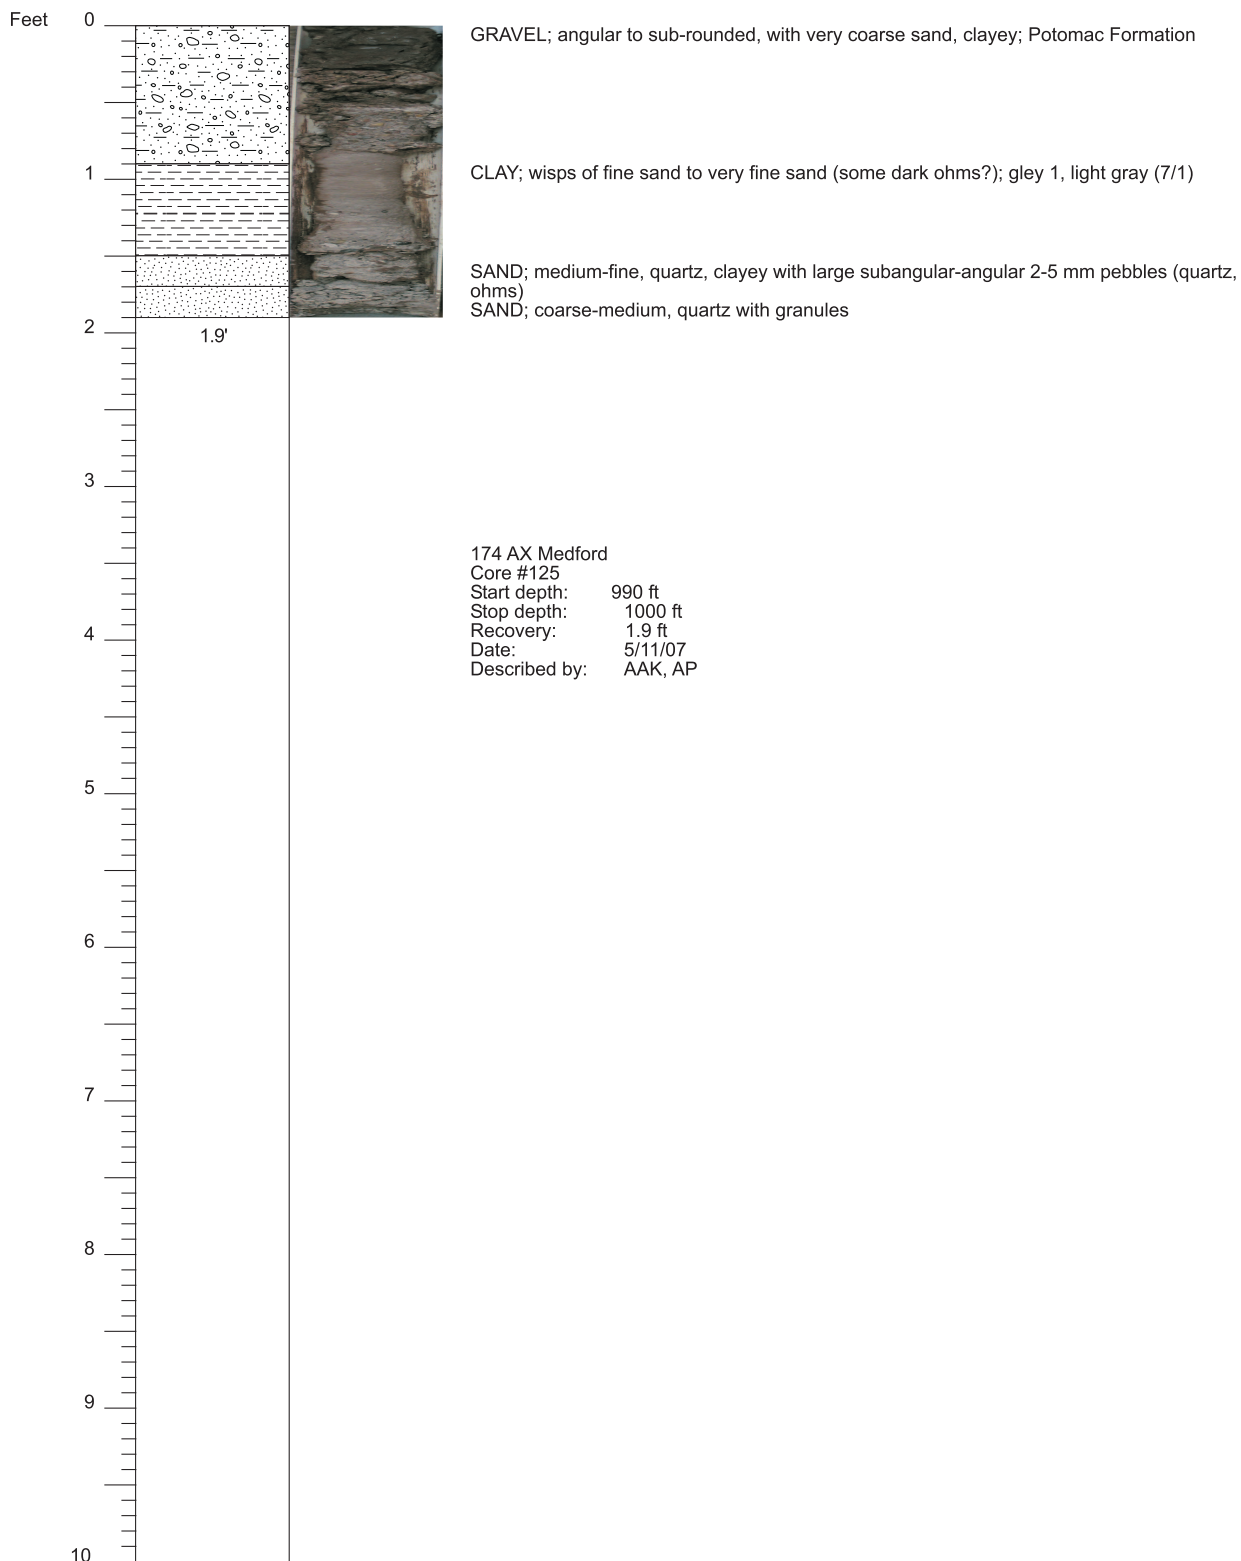 Feet
0
GRAVEL; angular to sub-rounded, with very coarse sand, clayey; Potomac Formation
1
CLAY; wisps of fine sand to very fine sand (some dark ohms?); gley 1, light gray (7/1)
SAND; medium-fine, quartz, clayey with large subangular-angular 2-5 mm pebbles (quartz,
ohms)
SAND; coarse-medium, quartz with granules
2
1.9'
3
174 AX Medford
Core #125
Start depth: 990 ft
Stop depth: 1000 ft
Recovery: 1.9 ft
Date: 5/11/07
Described by: AAK, AP
4
5
6
7
8
9
10